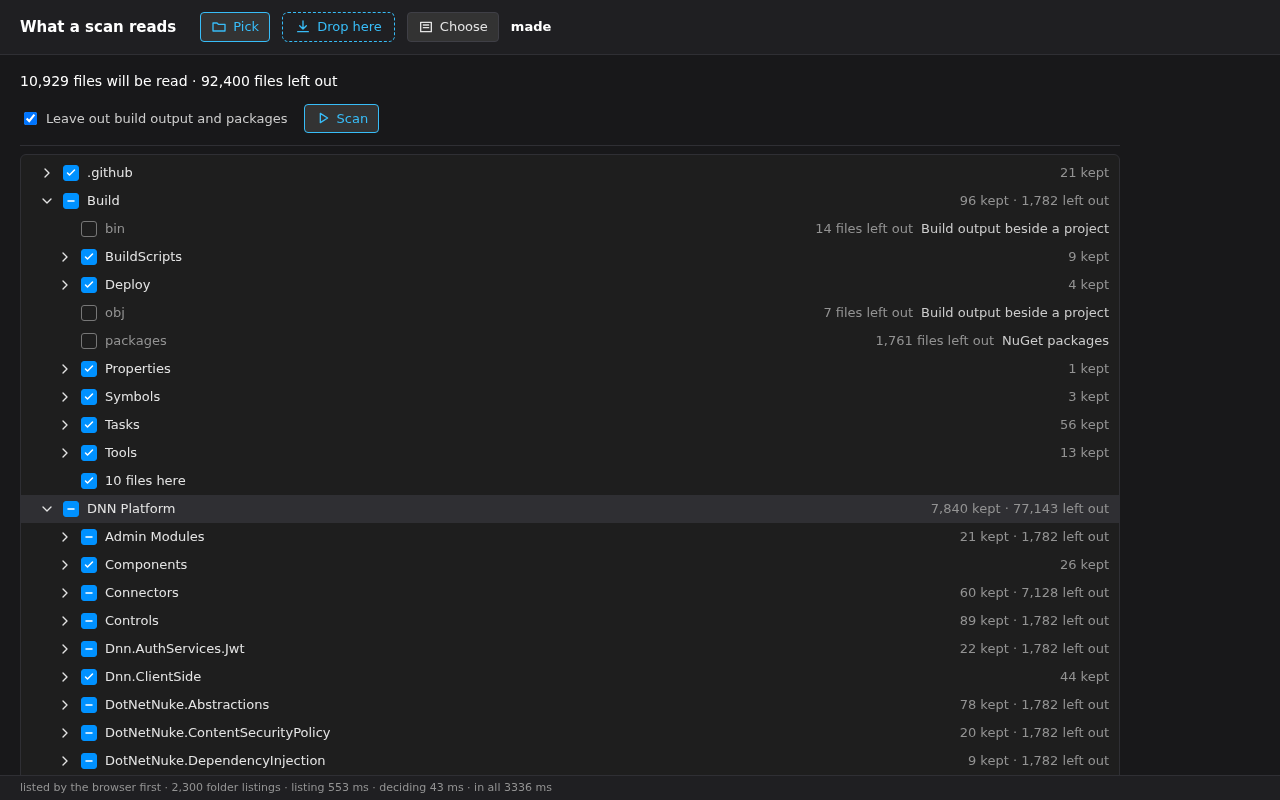 What a scan reads Pick Drop here Choose made
10,929 files will be read · 92,400 files left out
Leave out build output and packages Scan
.github 21 kept
Build 96 kept · 1,782 left out
bin 14 files left out Build output beside a project
BuildScripts 9 kept
Deploy 4 kept
obj 7 files left out Build output beside a project
packages 1,761 files left out NuGet packages
Properties 1 kept
Symbols 3 kept
Tasks 56 kept
Tools 13 kept
10 files here
DNN Platform 7,840 kept · 77,143 left out
Admin Modules 21 kept · 1,782 left out
Components 26 kept
Connectors 60 kept · 7,128 left out
Controls 89 kept · 1,782 left out
Dnn.AuthServices.Jwt 22 kept · 1,782 left out
Dnn.ClientSide 44 kept
DotNetNuke.Abstractions 78 kept · 1,782 left out
DotNetNuke.ContentSecurityPolicy 20 kept · 1,782 left out
DotNetNuke.DependencyInjection 9 kept · 1,782 left out
listed by the browser first · 2,300 folder listings · listing 553 ms · deciding 43 ms · in all 3336 ms